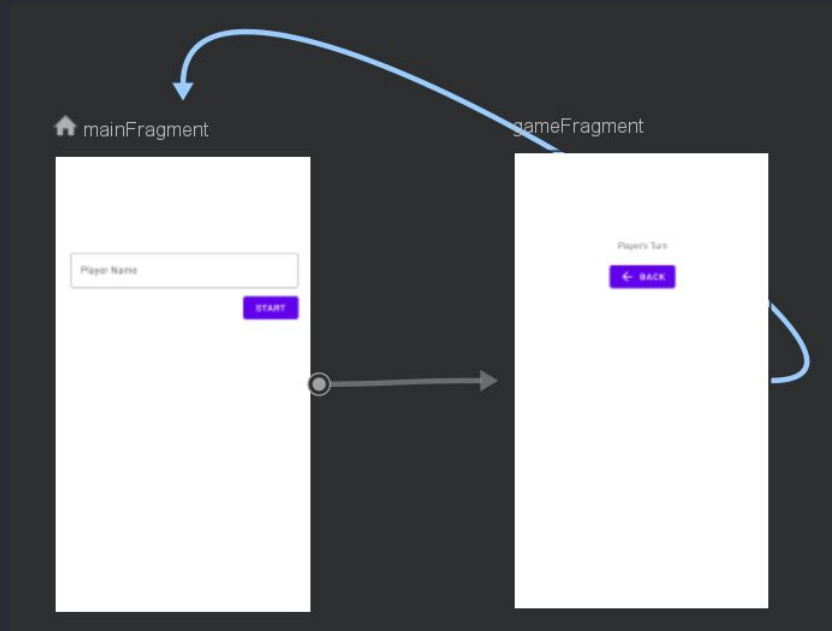 mainFragment
gameFragment
Player Name
START
Player's Turn
BACK